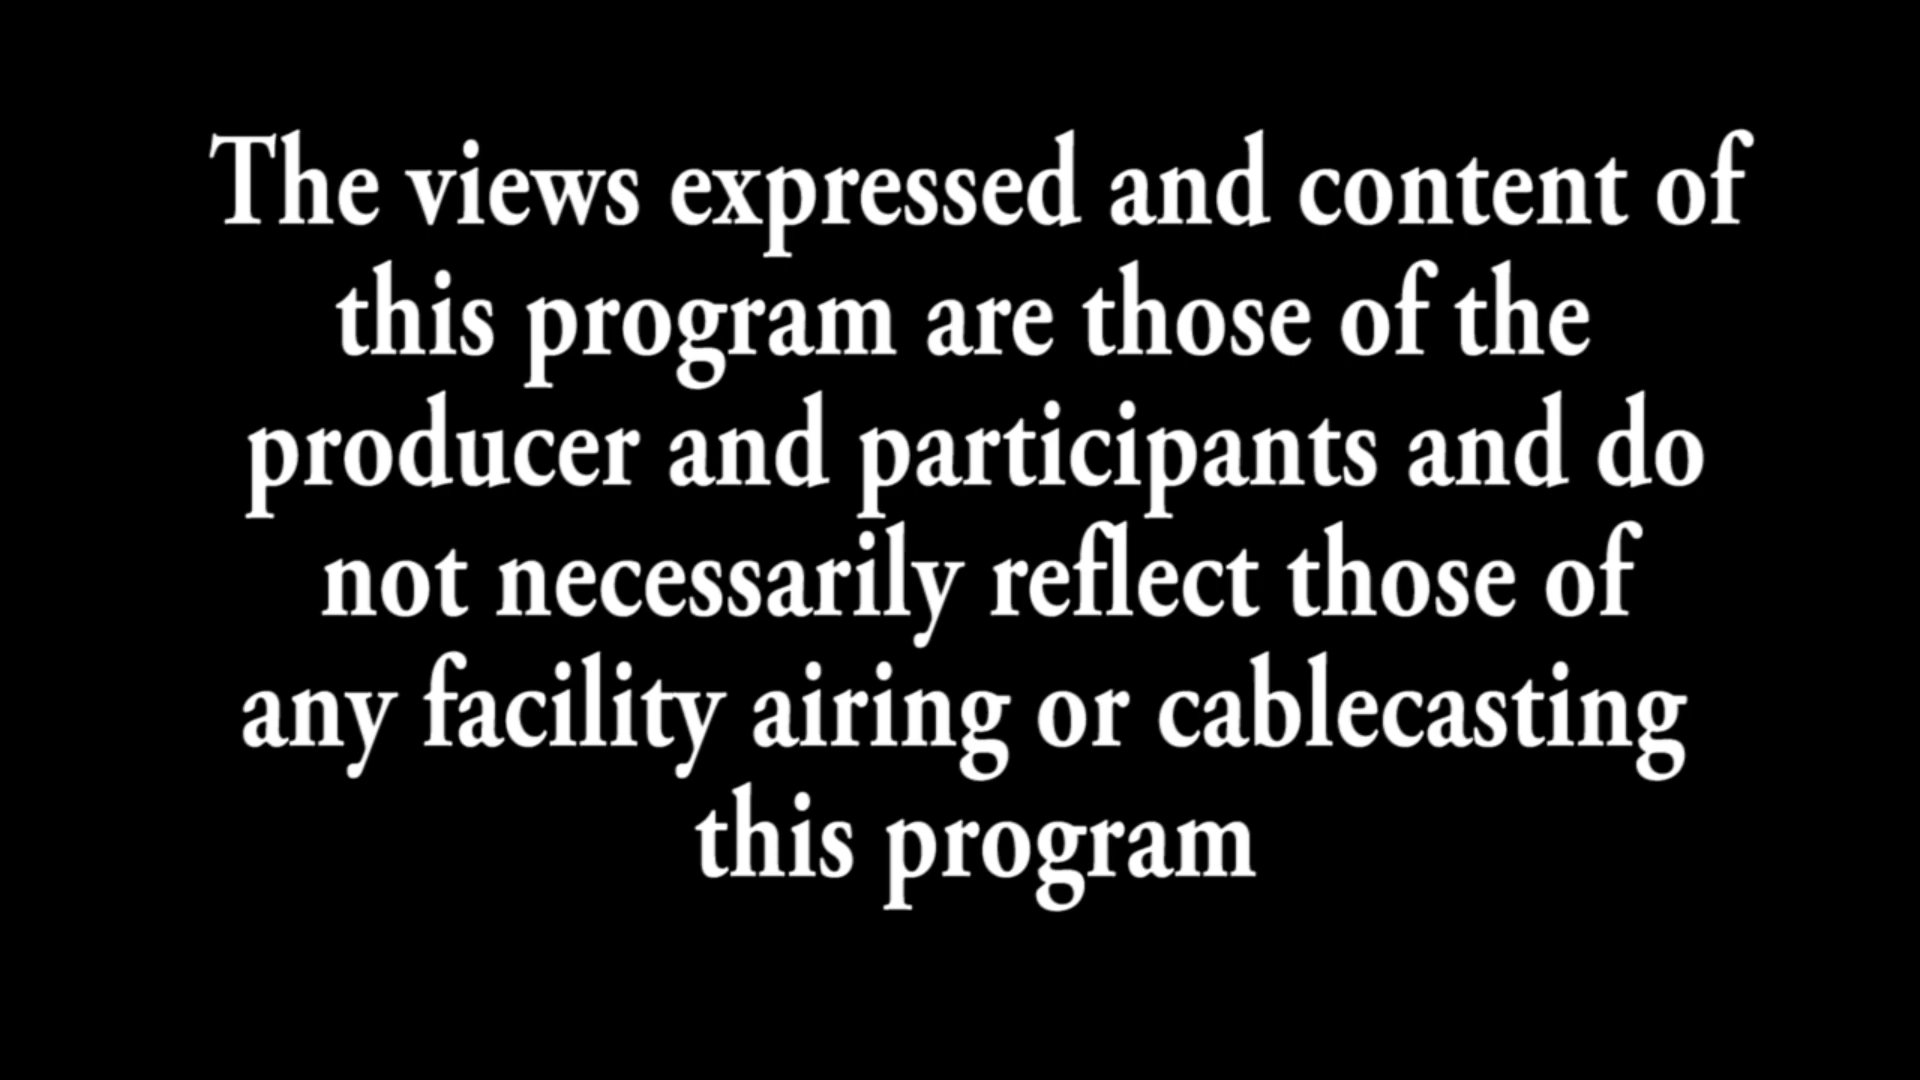 The views expressed and content of
this program are those of the
producer and participants and do
not necessarily reflect those of
any facility airing or cablecasting
this program